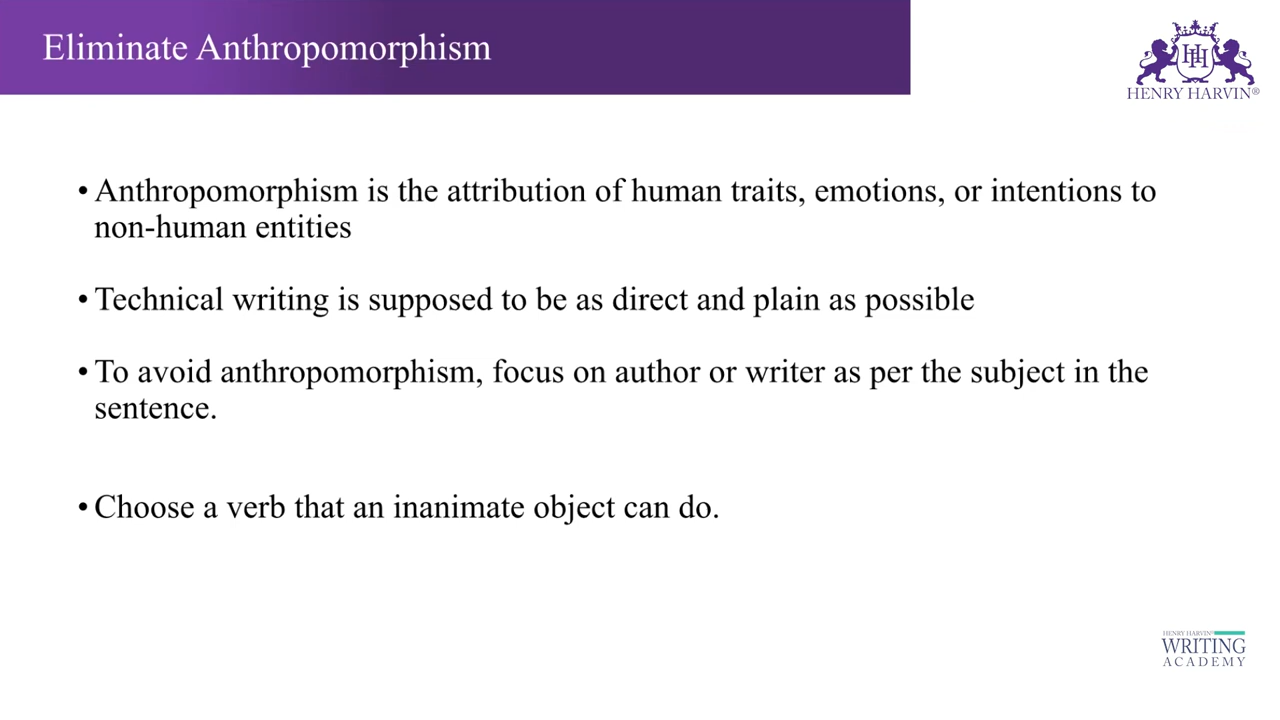 Eliminate Anthropomorphism
HENRY HARVIN®
• Anthropomorphism is the attribution of human traits, emotions, or intentions to
non-human entities
• Technical writing is supposed to be as direct and plain as possible
• To avoid anthropomorphism, focus on author or writer as per the subject in the
sentence.
• Choose a verb that an inanimate object can do.
HENRY HARVIN®
WRITING
ACADEMY